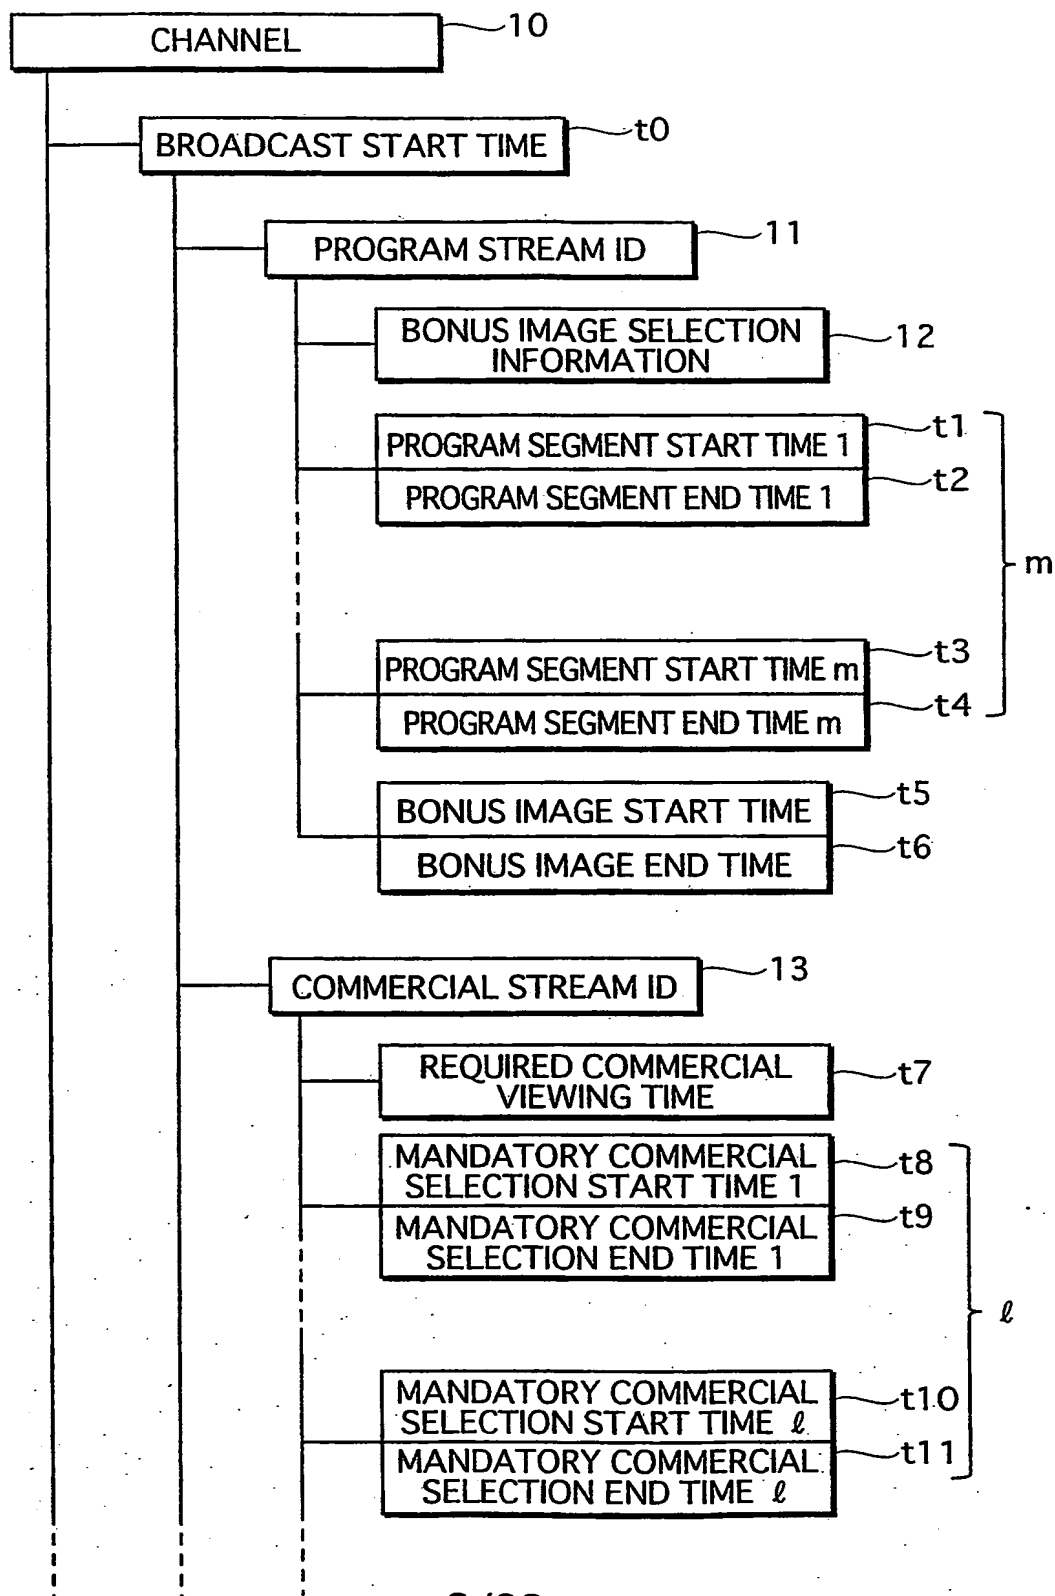 CHANNEL
10
BROADCAST START TIME
t0
PROGRAM STREAM ID
11
BONUS IMAGE SELECTION
INFORMATION
12
PROGRAM SEGMENT START TIME 1
t1
PROGRAM SEGMENT END TIME 1
t2
m
PROGRAM SEGMENT START TIME m
t3
PROGRAM SEGMENT END TIME m
t4
BONUS IMAGE START TIME
t5
BONUS IMAGE END TIME
t6
COMMERCIAL STREAM ID
13
REQUIRED COMMERCIAL
VIEWING TIME
t7
MANDATORY COMMERCIAL
SELECTION START TIME 1
t8
MANDATORY COMMERCIAL
SELECTION END TIME 1
t9
ℓ
MANDATORY COMMERCIAL
SELECTION START TIME ℓ
t10
MANDATORY COMMERCIAL
SELECTION END TIME ℓ
t11